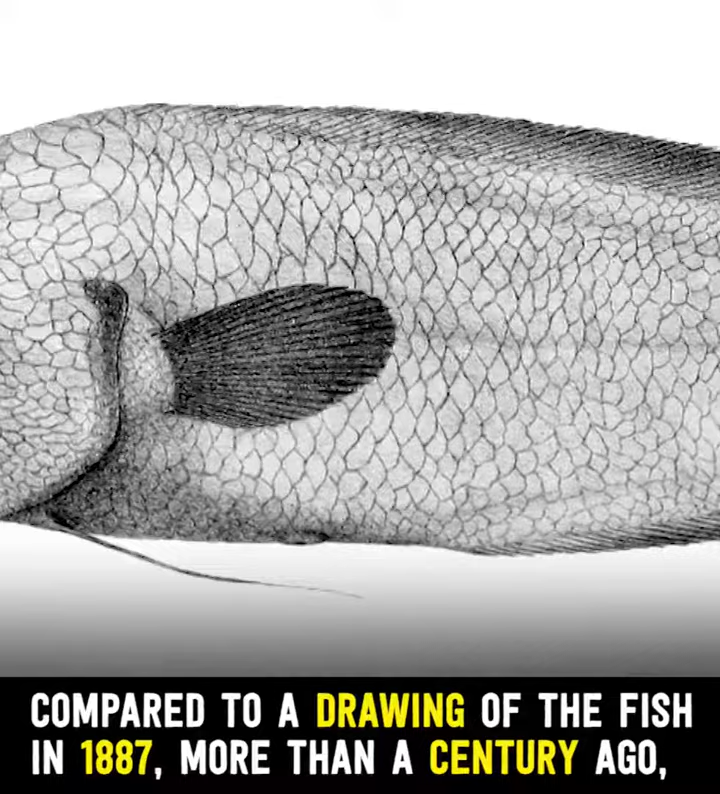 COMPARED TO A DRAWING OF THE FISH
IN 1887, MORE THAN A CENTURY AGO,